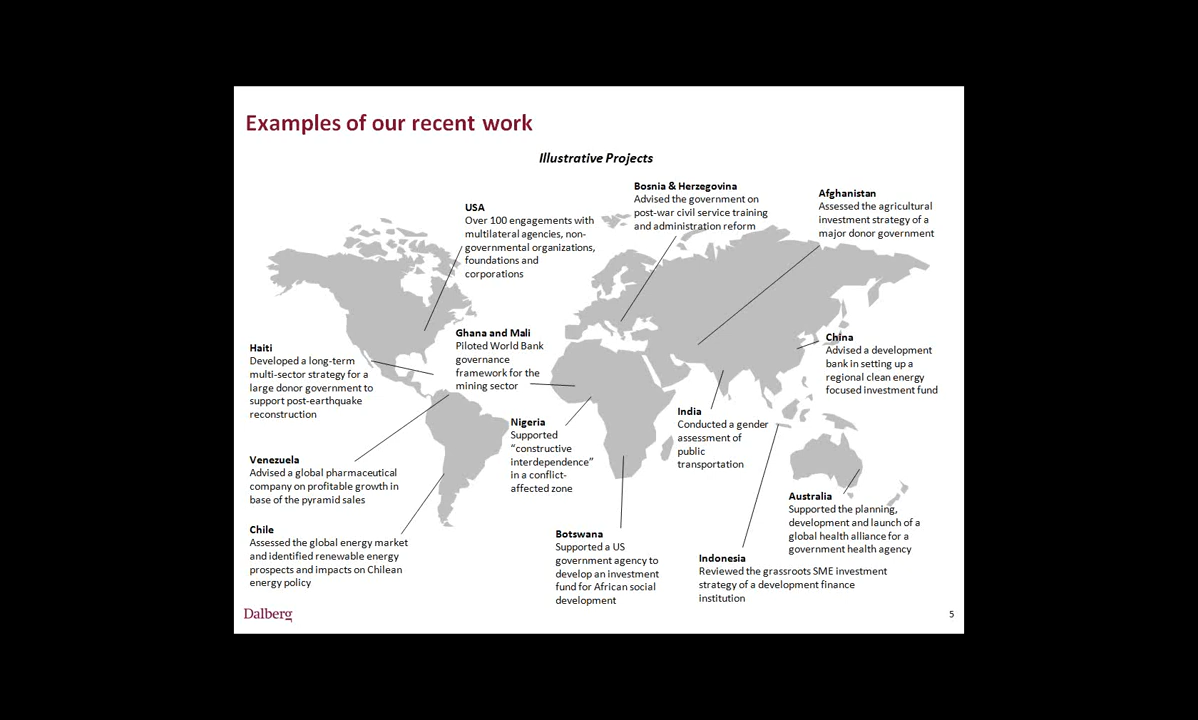 Examples of our recent work
Illustrative Projects
Bosnia & Herzegovina
Advised the government on
post-war civil service training
and administration reform
Afghanistan
Assessed the agricultural
investment strategy of a
major donor government
USA
Over 100 engagements with
multilateral agencies, non-
governmental organizations,
foundations and
corporations
Ghana and Mali
Piloted World Bank
governance
framework for the
mining sector
China
Advised a development
bank in setting up a
regional clean energy
focused investment fund
Haiti
Developed a long-term
multi-sector strategy for a
large donor government to
support post-earthquake
reconstruction
India
Conducted a gender
assessment of
public
transportation
Nigeria
Supported
“constructive
interdependence”
in a conflict-
affected zone
Venezuela
Advised a global pharmaceutical
company on profitable growth in
base of the pyramid sales
Australia
Supported the planning,
development and launch of a
global health alliance for a
government health agency
Chile
Assessed the global energy market
and identified renewable energy
prospects and impacts on Chilean
energy policy
Botswana
Supported a US
government agency to
develop an investment
fund for African social
development
Indonesia
Reviewed the grassroots SME investment
strategy of a development finance
institution
Dalberg
5